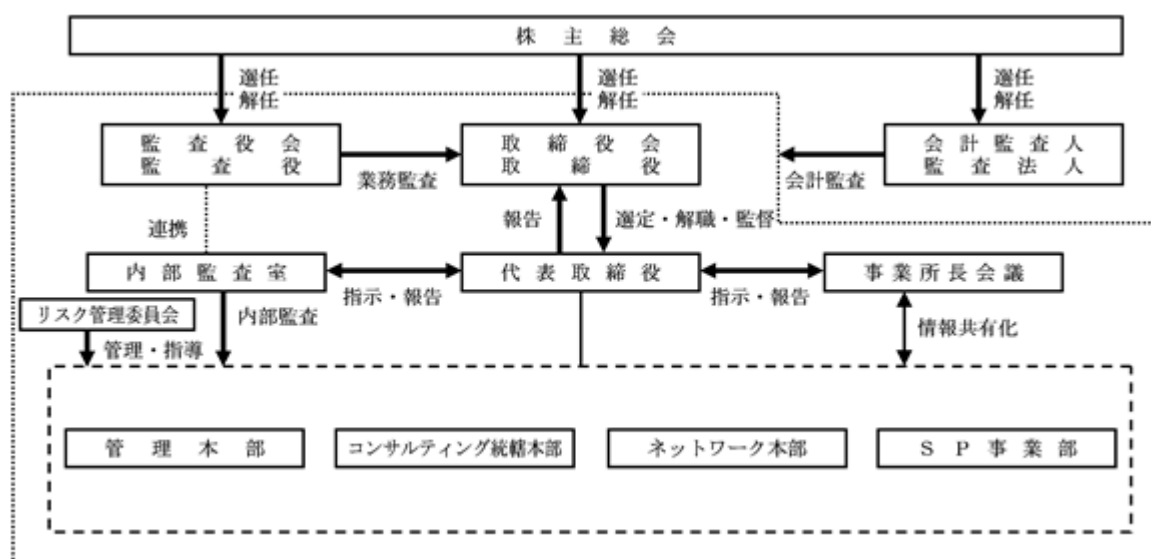 株主総会
選任
解任
選任
解任
選任
解任
監査役会
監査役
取締役会
取締役
会計監査人
監査法人
業務監査
会計監査
連携
報告
選定・解職・監督
内部監査室
代表取締役
事業所長会議
指示・報告
指示・報告
リスク管理委員会
内部監査
情報共有化
管理・指導
管理本部
コンサルティング統轄本部
ネットワーク本部
SP事業部